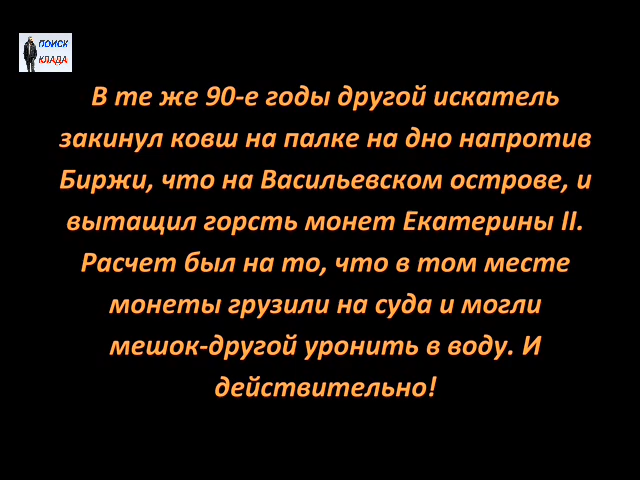 ПОИСК
КЛАДА
В те же 90-е годы другой искатель
закинул ковш на палке на дно напротив
Биржи, что на Васильевском острове, и
вытащил горсть монет Екатерины II.
Расчет был на то, что в том месте
монеты грузили на суда и могли
мешок-другой уронить в воду. И
действительно!